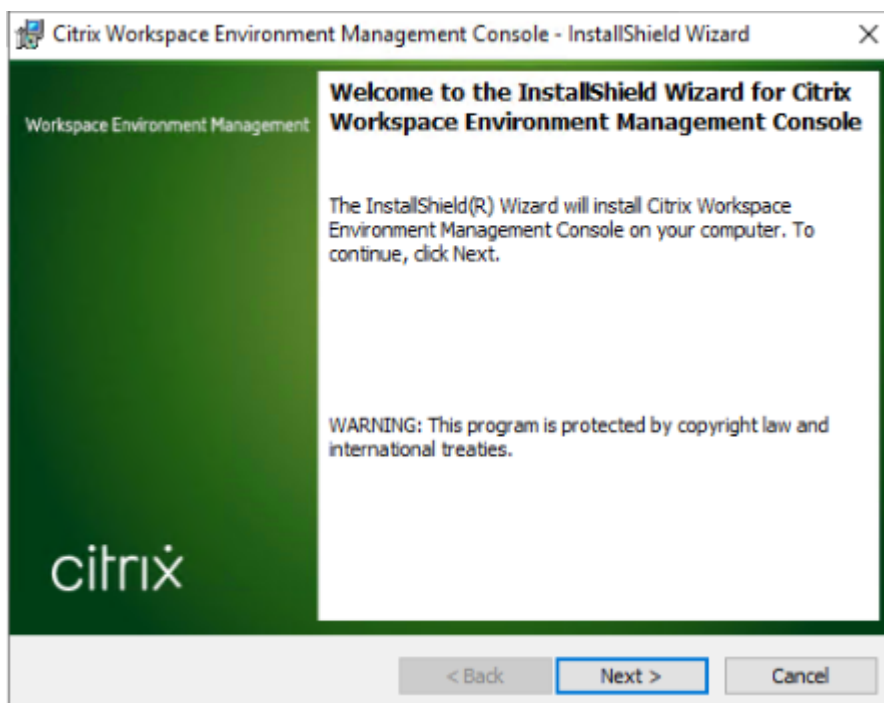 Citrix Workspace Environment Management Console - InstallShield Wizard
Workspace Environment Management
Welcome to the InstallShield Wizard for Citrix
Workspace Environment Management Console
The InstallShield(R) Wizard will install Citrix Workspace
Environment Management Console on your computer. To
continue, click Next.
WARNING: This program is protected by copyright law and
international treaties.
citrix
< Back
Next >
Cancel